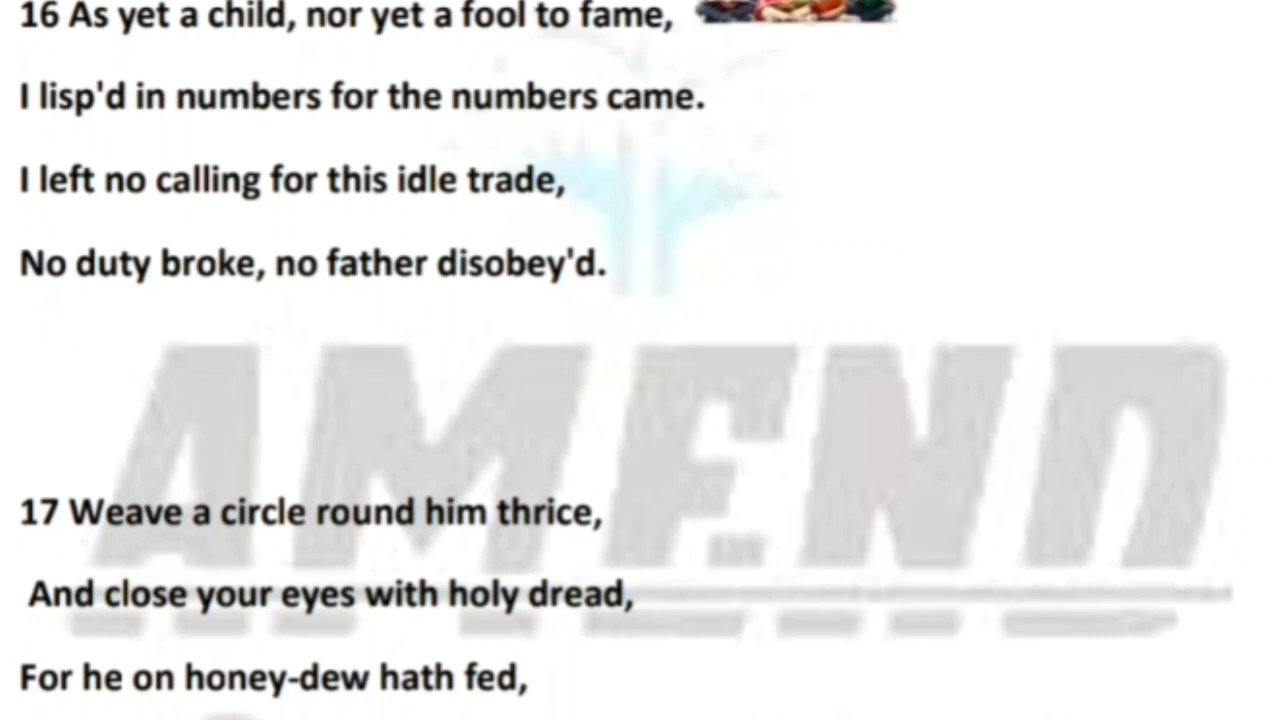 16 As yet a child, nor yet a fool to fame,
I lisp'd in numbers for the numbers came.
I left no calling for this idle trade,
No duty broke, no father disobey'd.
AMEND
17 Weave a circle round him thrice,
And close your eyes with holy dread,
For he on honey-dew hath fed,